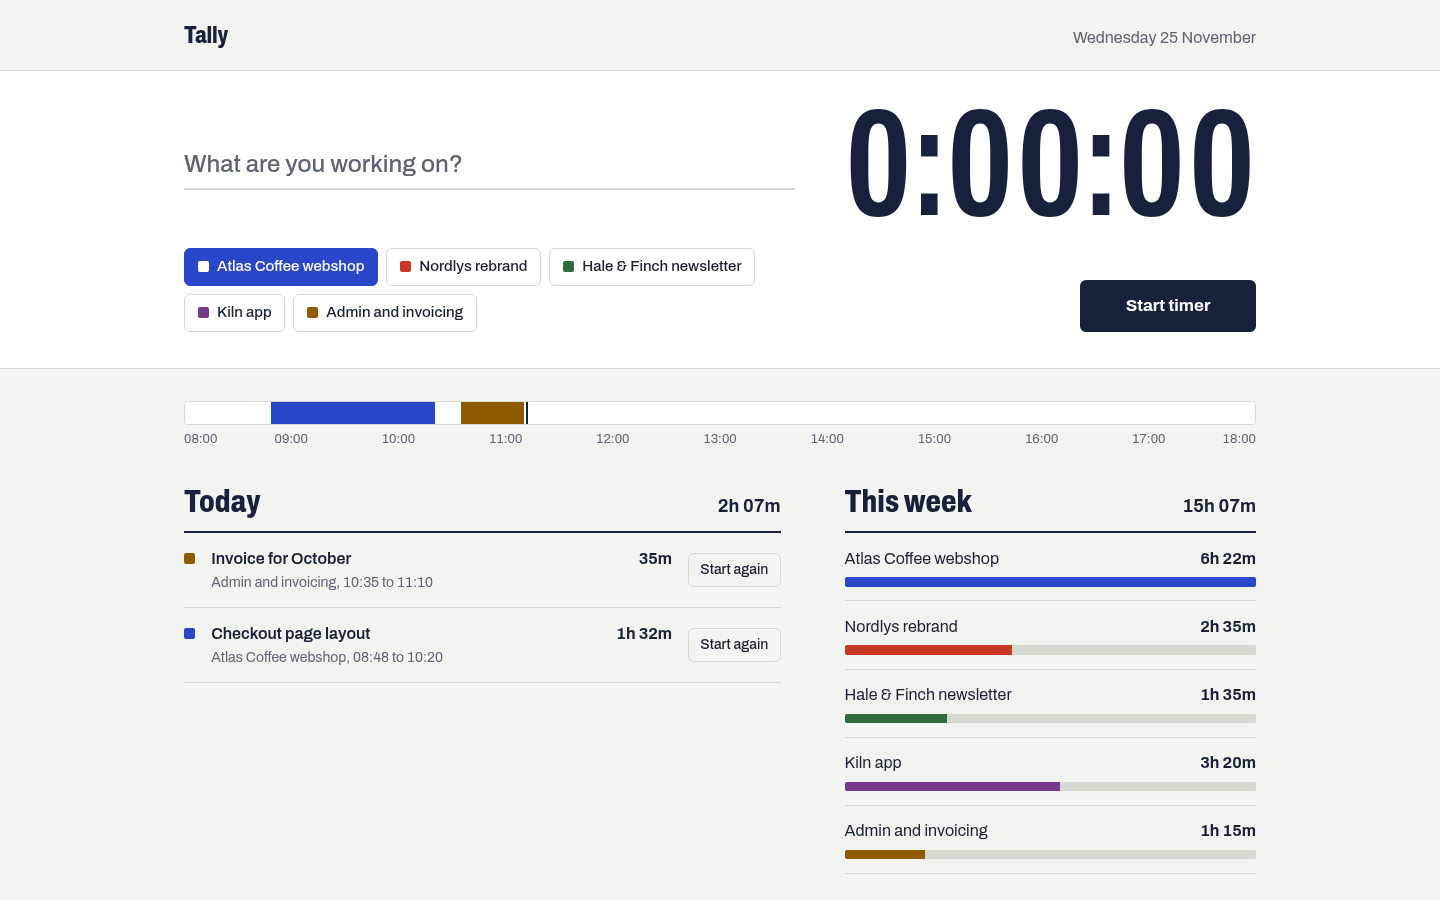 Tally
Wednesday 25 November
What are you working on?
0:00:00
Atlas Coffee webshop
Nordlys rebrand
Hale & Finch newsletter
Kiln app
Admin and invoicing
Start timer
08:00 09:00 10:00 11:00 12:00 13:00 14:00 15:00 16:00 17:00 18:00
Today 2h 07m
Invoice for October 35m Start again
Admin and invoicing, 10:35 to 11:10
Checkout page layout 1h 32m Start again
Atlas Coffee webshop, 08:48 to 10:20
This week 15h 07m
Atlas Coffee webshop 6h 22m
Nordlys rebrand 2h 35m
Hale & Finch newsletter 1h 35m
Kiln app 3h 20m
Admin and invoicing 1h 15m